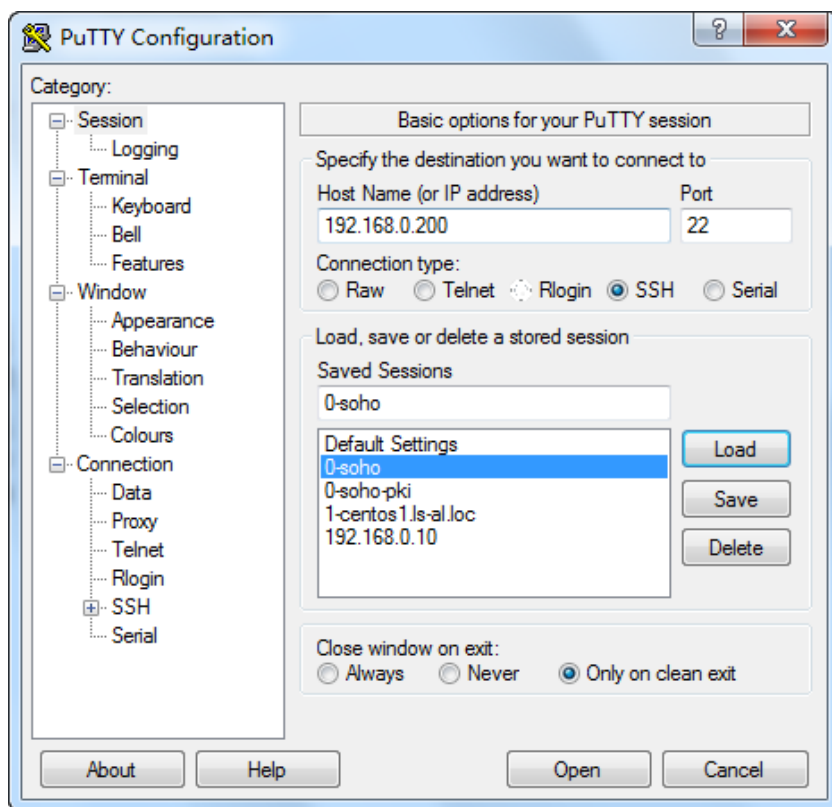 PuTTY Configuration
Category:
Session
Logging
Terminal
Keyboard
Bell
Features
Window
Appearance
Behaviour
Translation
Selection
Colours
Connection
Data
Proxy
Telnet
Rlogin
SSH
Serial
Basic options for your PuTTY session
Specify the destination you want to connect to
Host Name (or IP address) Port
192.168.0.200 22
Connection type:
Raw Telnet Rlogin SSH Serial
Load, save or delete a stored session
Saved Sessions
0-soho
Default Settings
0-soho
0-soho-pki
1-centos1.ls-al.loc
192.168.0.10
Load
Save
Delete
Close window on exit:
Always Never Only on clean exit
About Help Open Cancel